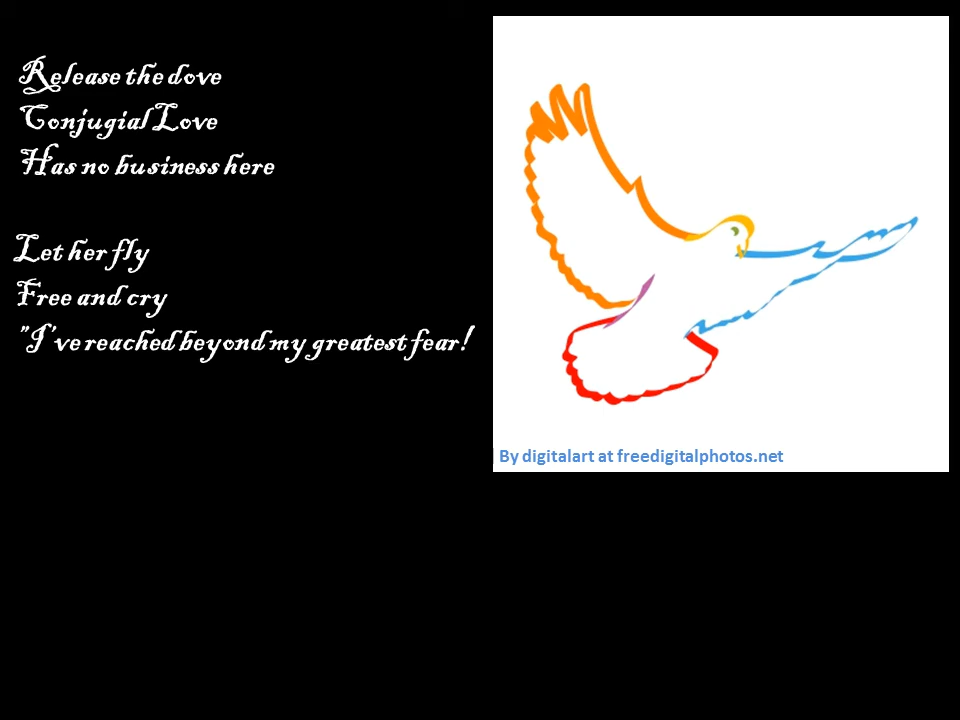 Release the dove
Conjugial Love
Has no business here
Let her fly
Free and cry
"I've reached beyond my greatest fear!
By digitalart at freedigitalphotos.net